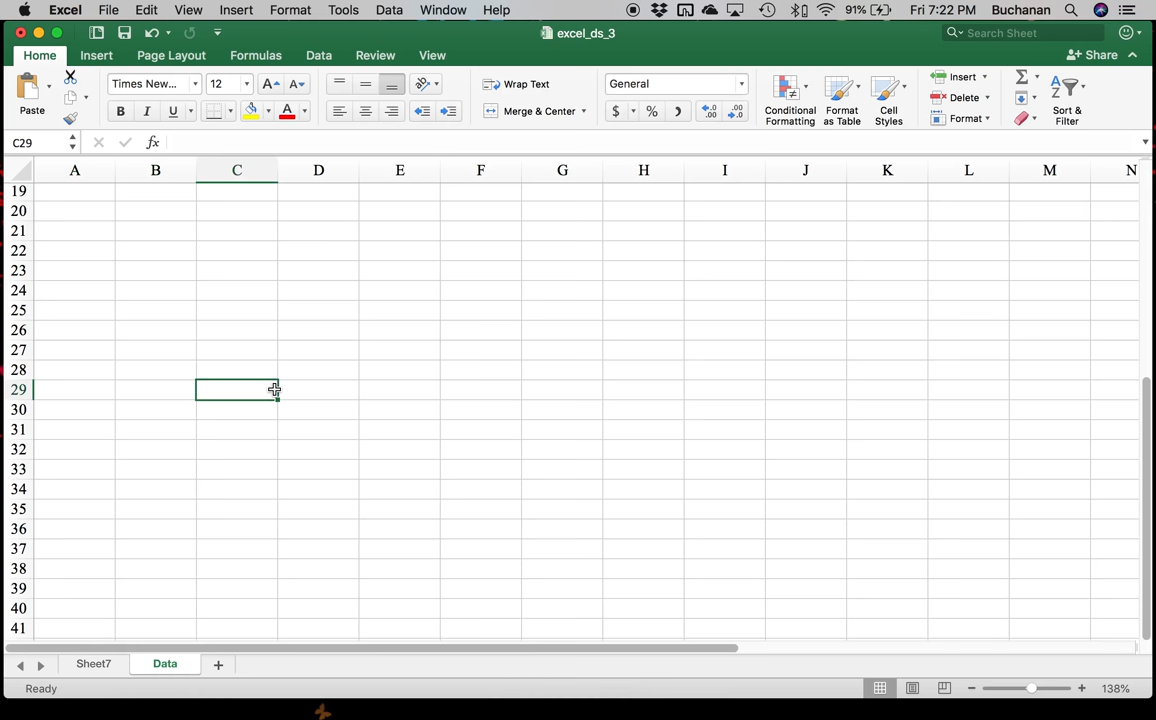 Excel File Edit View Insert Format Tools Data Window Help 91% Fri 7:22 PM Buchanan
excel_ds_3 Search Sheet
Home Insert Page Layout Formulas Data Review View Share
Paste Times New... 12 A A Wrap Text General Insert
B I U A Merge & Center $ % Conditional Formatting Format as Table Cell Styles Delete Format Sort & Filter
C29 fx
A B C D E F G H I J K L M N
19
20
21
22
23
24
25
26
27
28
29
30
31
32
33
34
35
36
37
38
39
40
41
Sheet7 Data +
Ready 138%